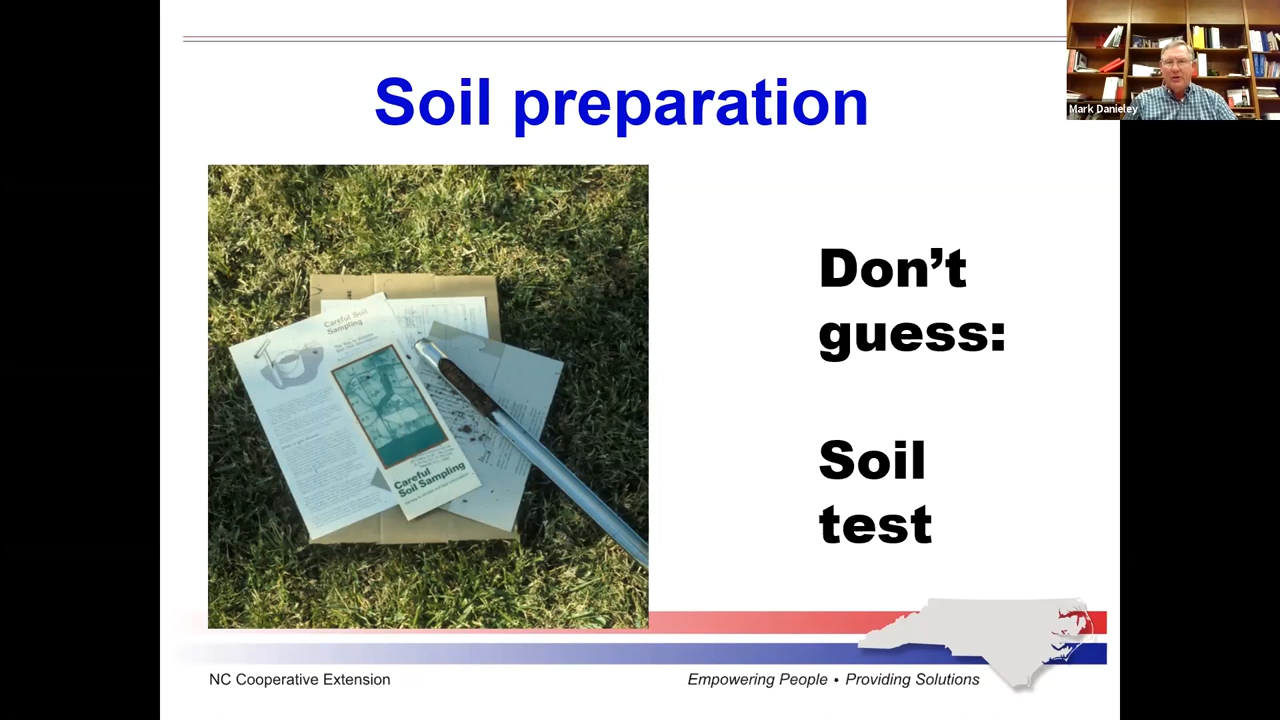 Soil preparation
Mark Danieley
Don't
guess:
Soil
test
Careful Soil
Sampling
Careful
Soil Sampling
NC Cooperative Extension
Empowering People • Providing Solutions